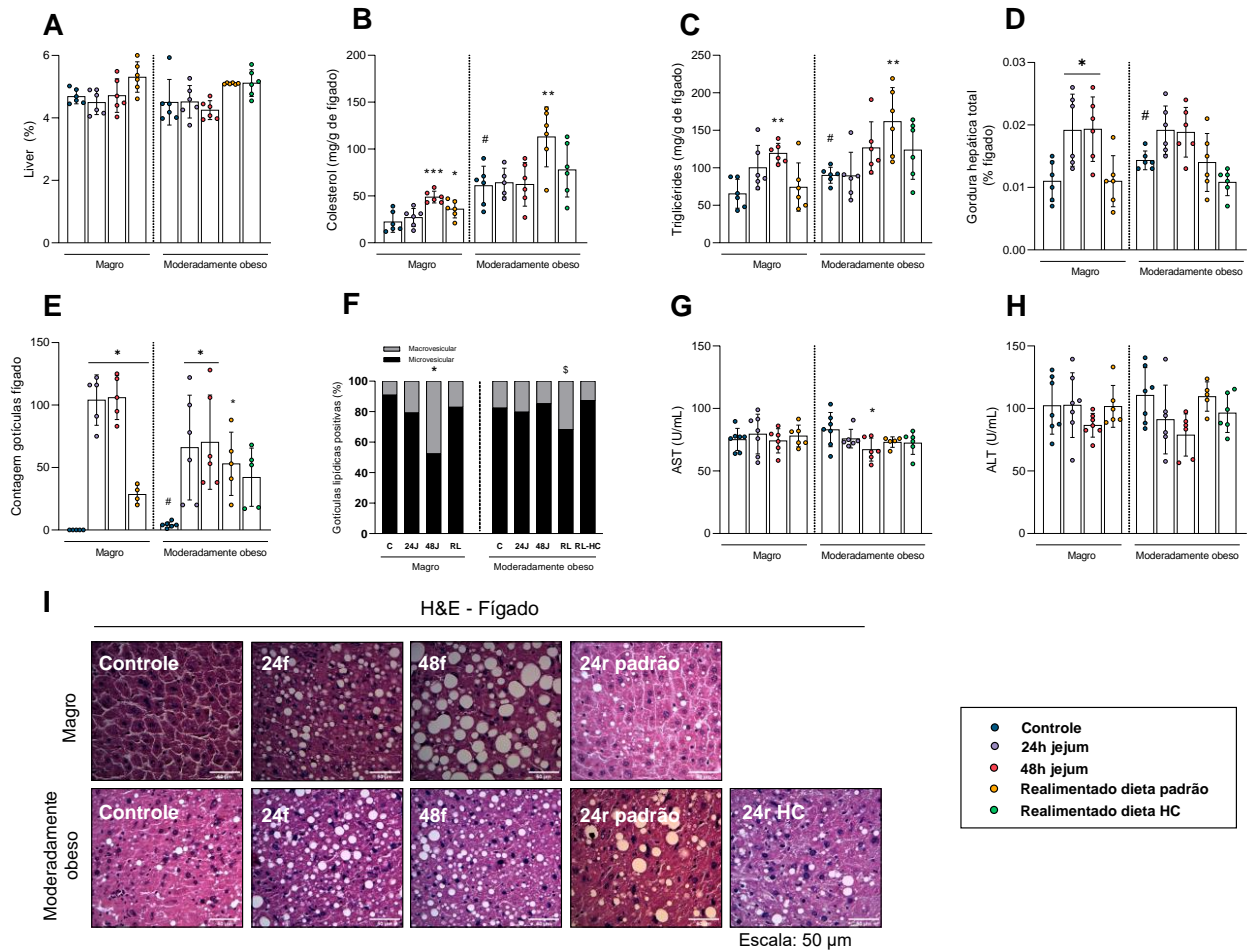 A
Liver (%)
6
4
2
0
Magro
Moderadamente obeso
B
Colesterol (mg/g de fígado)
200
150
100
50
0
***
*
#
**
Magro
Moderadamente obeso
C
Triglicérides (mg/g de fígado)
250
200
150
100
50
0
**
#
**
Magro
Moderadamente obeso
D
Gordura hepática total
(% fígado)
0.03
0.02
0.01
0.00
*
#
Magro
Moderadamente obeso
E
Contagem gotículas fígado
150
100
50
0
*
#
*
*
Magro
Moderadamente obeso
F
Macrovesicular
Microvesicular
Gotículas lipídicas positivas (%)
100
80
60
40
20
0
*
$
C 24J 48J RL
C 24J 48J RL RL-HC
Magro
Moderadamente obeso
G
AST (U/mL)
150
100
50
0
*
Magro
Moderadamente obeso
H
ALT (U/mL)
150
100
50
0
Magro
Moderadamente obeso
I
H&E - Fígado
Magro
Controle
24f
48f
24r padrão
Moderadamente
obeso
Controle
24f
48f
24r padrão
24r HC
Escala: 50 µm
Controle
24h jejum
48h jejum
Realimentado dieta padrão
Realimentado dieta HC